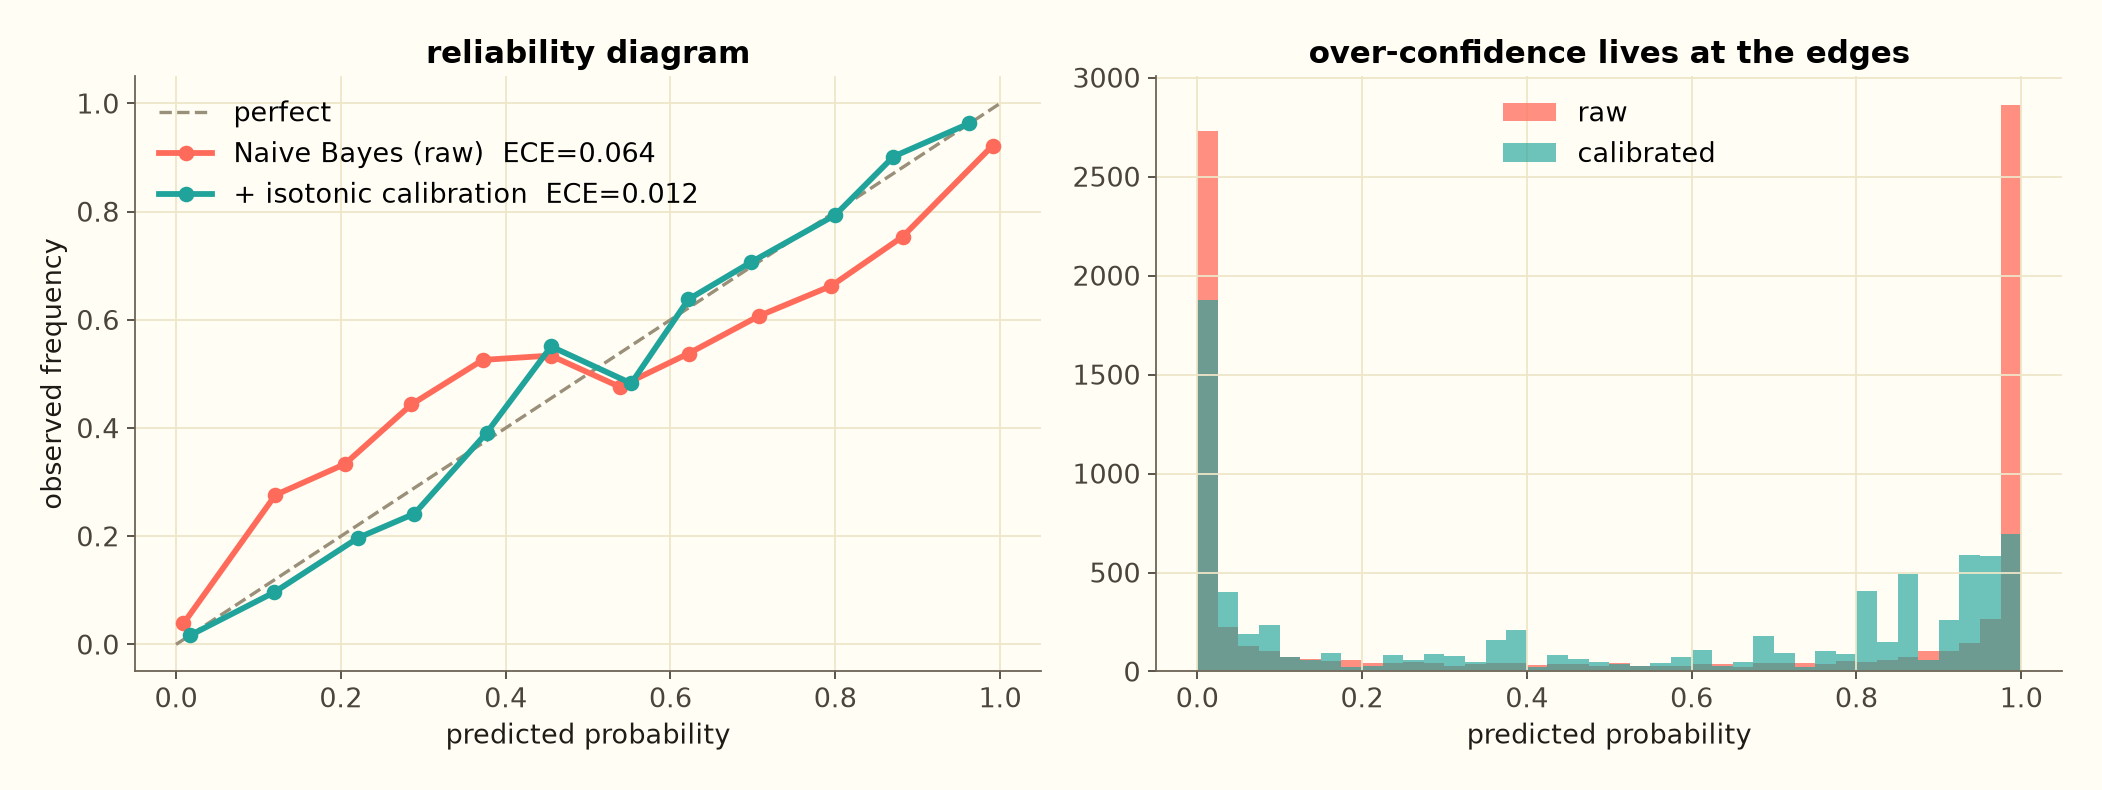 reliability diagram
1.0
0.8
0.6
0.4
0.2
0.0
observed frequency
perfect
Naive Bayes (raw)  ECE=0.064
+ isotonic calibration  ECE=0.012
0.0 0.2 0.4 0.6 0.8 1.0
predicted probability
over-confidence lives at the edges
3000
2500
2000
1500
1000
500
0
raw
calibrated
0.0 0.2 0.4 0.6 0.8 1.0
predicted probability